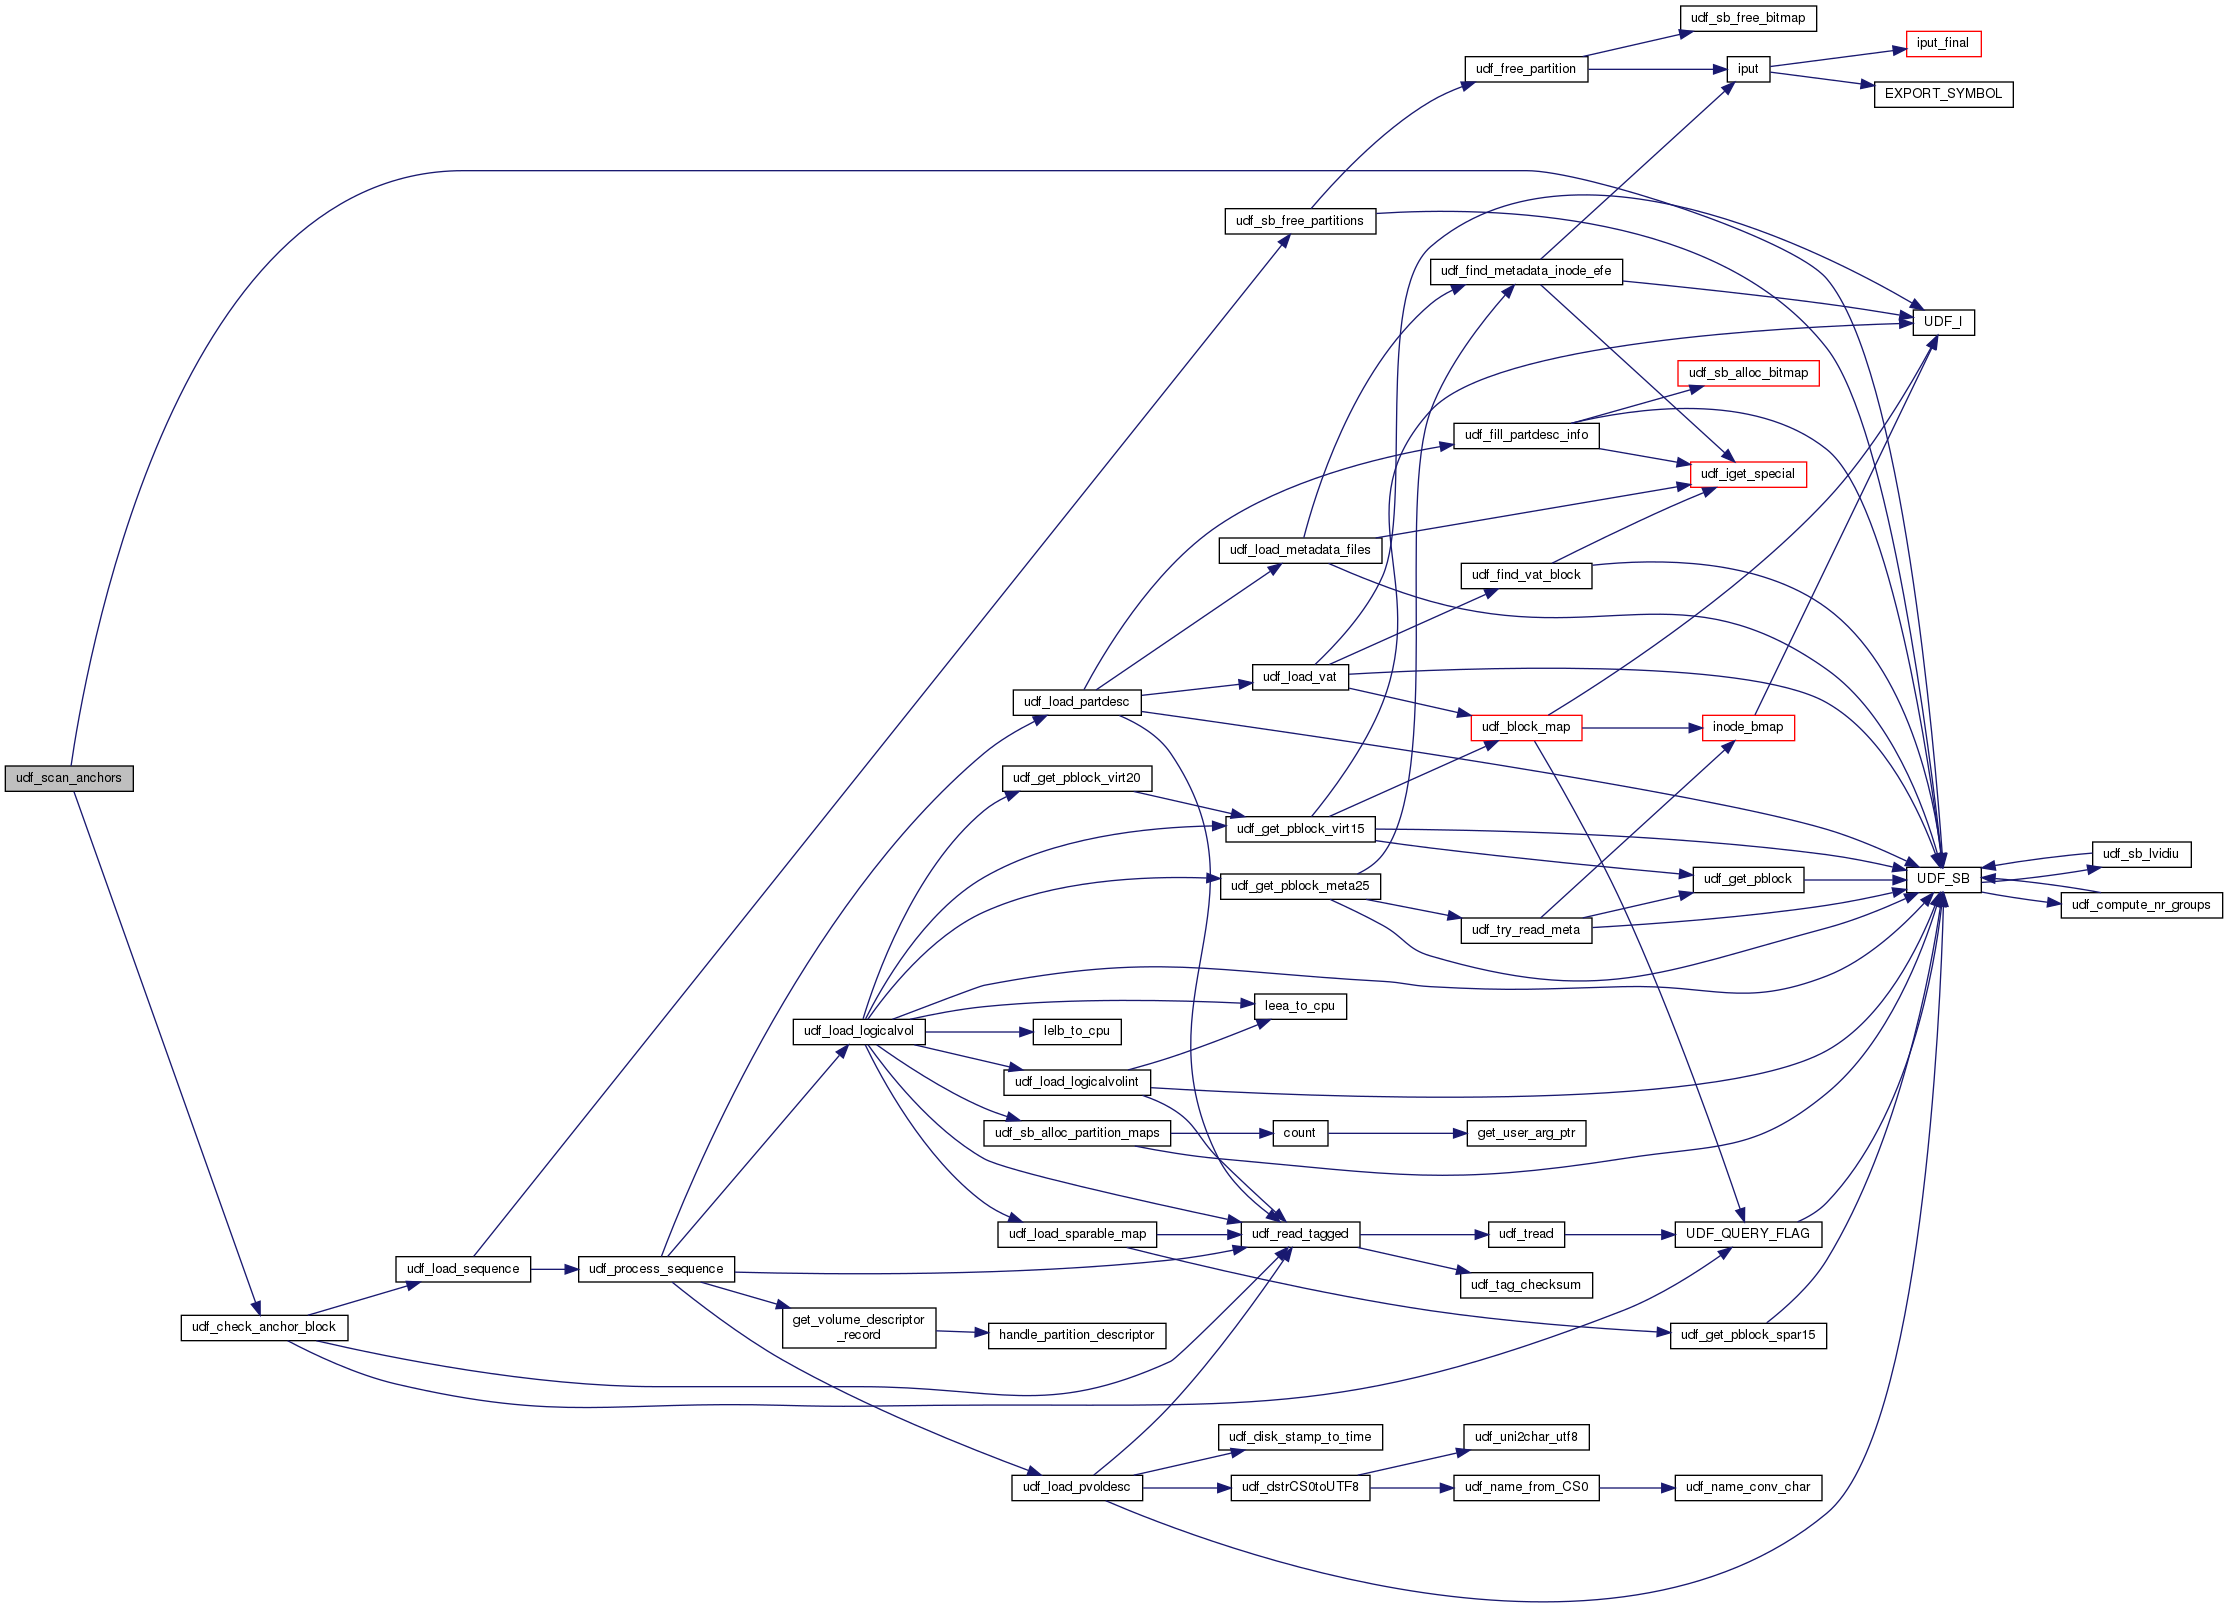 udf_sb_free_bitmap
iput_final
udf_free_partition
iput
EXPORT_SYMBOL
udf_sb_free_partitions
udf_find_metadata_inode_efe
UDF_I
udf_sb_alloc_bitmap
udf_fill_partdesc_info
udf_iget_special
udf_load_metadata_files
udf_find_vat_block
udf_load_vat
udf_load_partdesc
udf_block_map
inode_bmap
udf_scan_anchors
udf_get_pblock_virt20
udf_get_pblock_virt15
udf_sb_lvidiu
udf_get_pblock_meta25
udf_get_pblock
UDF_SB
udf_compute_nr_groups
udf_try_read_meta
leea_to_cpu
udf_load_logicalvol
lelb_to_cpu
udf_load_logicalvolint
udf_sb_alloc_partition_maps
count
get_user_arg_ptr
udf_load_sparable_map
udf_read_tagged
udf_tread
UDF_QUERY_FLAG
udf_load_sequence
udf_process_sequence
udf_tag_checksum
udf_check_anchor_block
get_volume_descriptor
_record
handle_partition_descriptor
udf_get_pblock_spar15
udf_disk_stamp_to_time
udf_uni2char_utf8
udf_load_pvoldesc
udf_dstrCS0toUTF8
udf_name_from_CS0
udf_name_conv_char